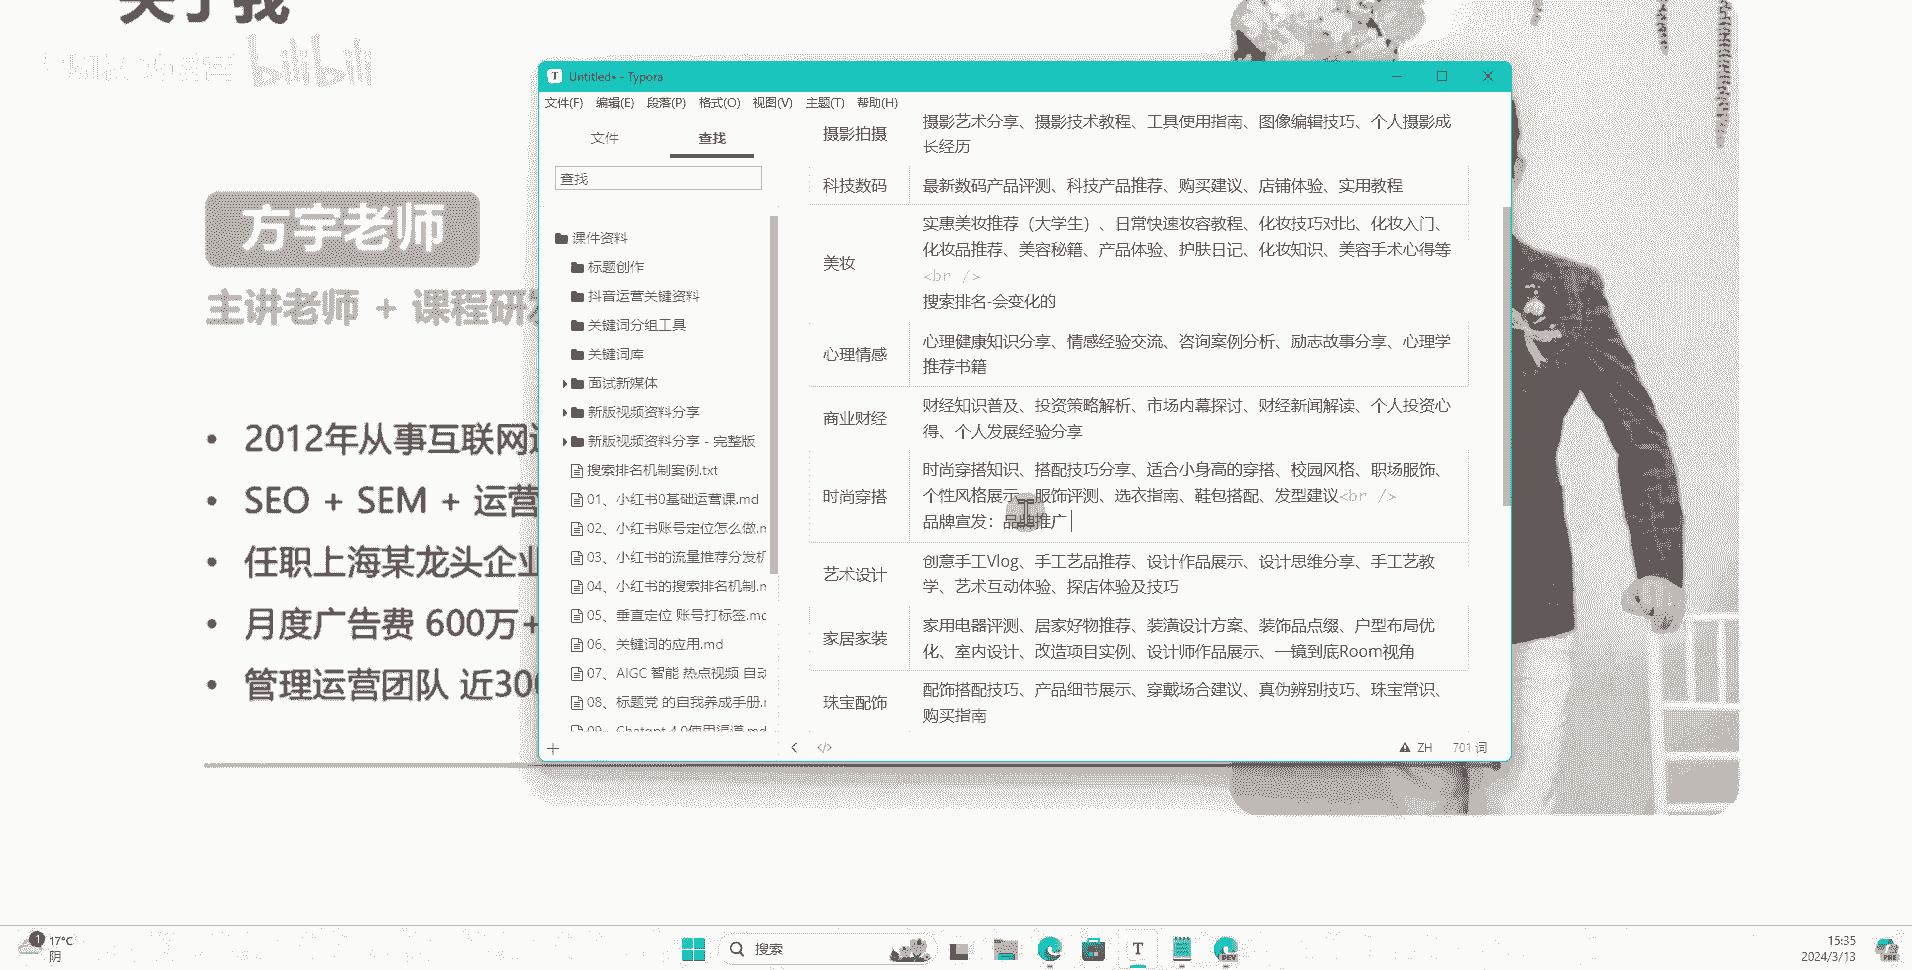 关于我
bilibili
方宇老师
主讲老师 + 课程研发
• 2012年从事互联网运
• SEO + SEM + 运营
• 任职上海某龙头企业
• 月度广告费 600万+
• 管理运营团队 近300
Untitled• - Typora
文件(F) 编辑(E) 段落(P) 格式(O) 视图(V) 主题(T) 帮助(H)
文件 查找
查找
课件资料
标题创作
抖音运营关键资料
关键词分组工具
关键词库
面试新媒体
新版视频资料分享
新版视频资料分享 - 完整版
搜索排名机制案例.txt
01、小红书0基础运营课.md
02、小红书账号定位怎么做.m
03、小红书的流量推荐分发机
04、小红书的搜索排名机制.m
05、垂直定位 账号打标签.md
06、关键词的应用.md
07、AIGC 智能 热点视频 自动
08、标题党 的自我养成手册.m
09、Chatgpt 4.0使用渠道.md
摄影拍摄
摄影艺术分享、摄影技术教程、工具使用指南、图像编辑技巧、个人摄影成
长经历
科技数码
最新数码产品评测、科技产品推荐、购买建议、店铺体验、实用教程
美妆
实惠美妆推荐（大学生）、日常快速妆容教程、化妆技巧对比、化妆入门、
化妆品推荐、美容秘籍、产品体验、护肤日记、化妆知识、美容手术心得等
<br />
搜索排名-会变化的
心理情感
心理健康知识分享、情感经验交流、咨询案例分析、励志故事分享、心理学
推荐书籍
商业财经
财经知识普及、投资策略解析、市场内幕探讨、财经新闻解读、个人投资心
得、个人发展经验分享
时尚穿搭
时尚穿搭知识、搭配技巧分享、适合小身高的穿搭、校园风格、职场服饰、
个性风格展示、服饰评测、选衣指南、鞋包搭配、发型建议<br />
品牌宣发：品牌推广
艺术设计
创意手工Vlog、手工艺品推荐、设计作品展示、设计思维分享、手工艺教
学、艺术互动体验、探店体验及技巧
家居家装
家用电器评测、居家好物推荐、装潢设计方案、装饰品点缀、户型布局优
化、室内设计、改造项目实例、设计师作品展示、一镜到底Room视角
珠宝配饰
配饰搭配技巧、产品细节展示、穿戴场合建议、真伪辨别技巧、珠宝常识、
购买指南
ZH 701 词
1
17°C
阴
搜索
DEV
15:35
2024/3/13
PRE